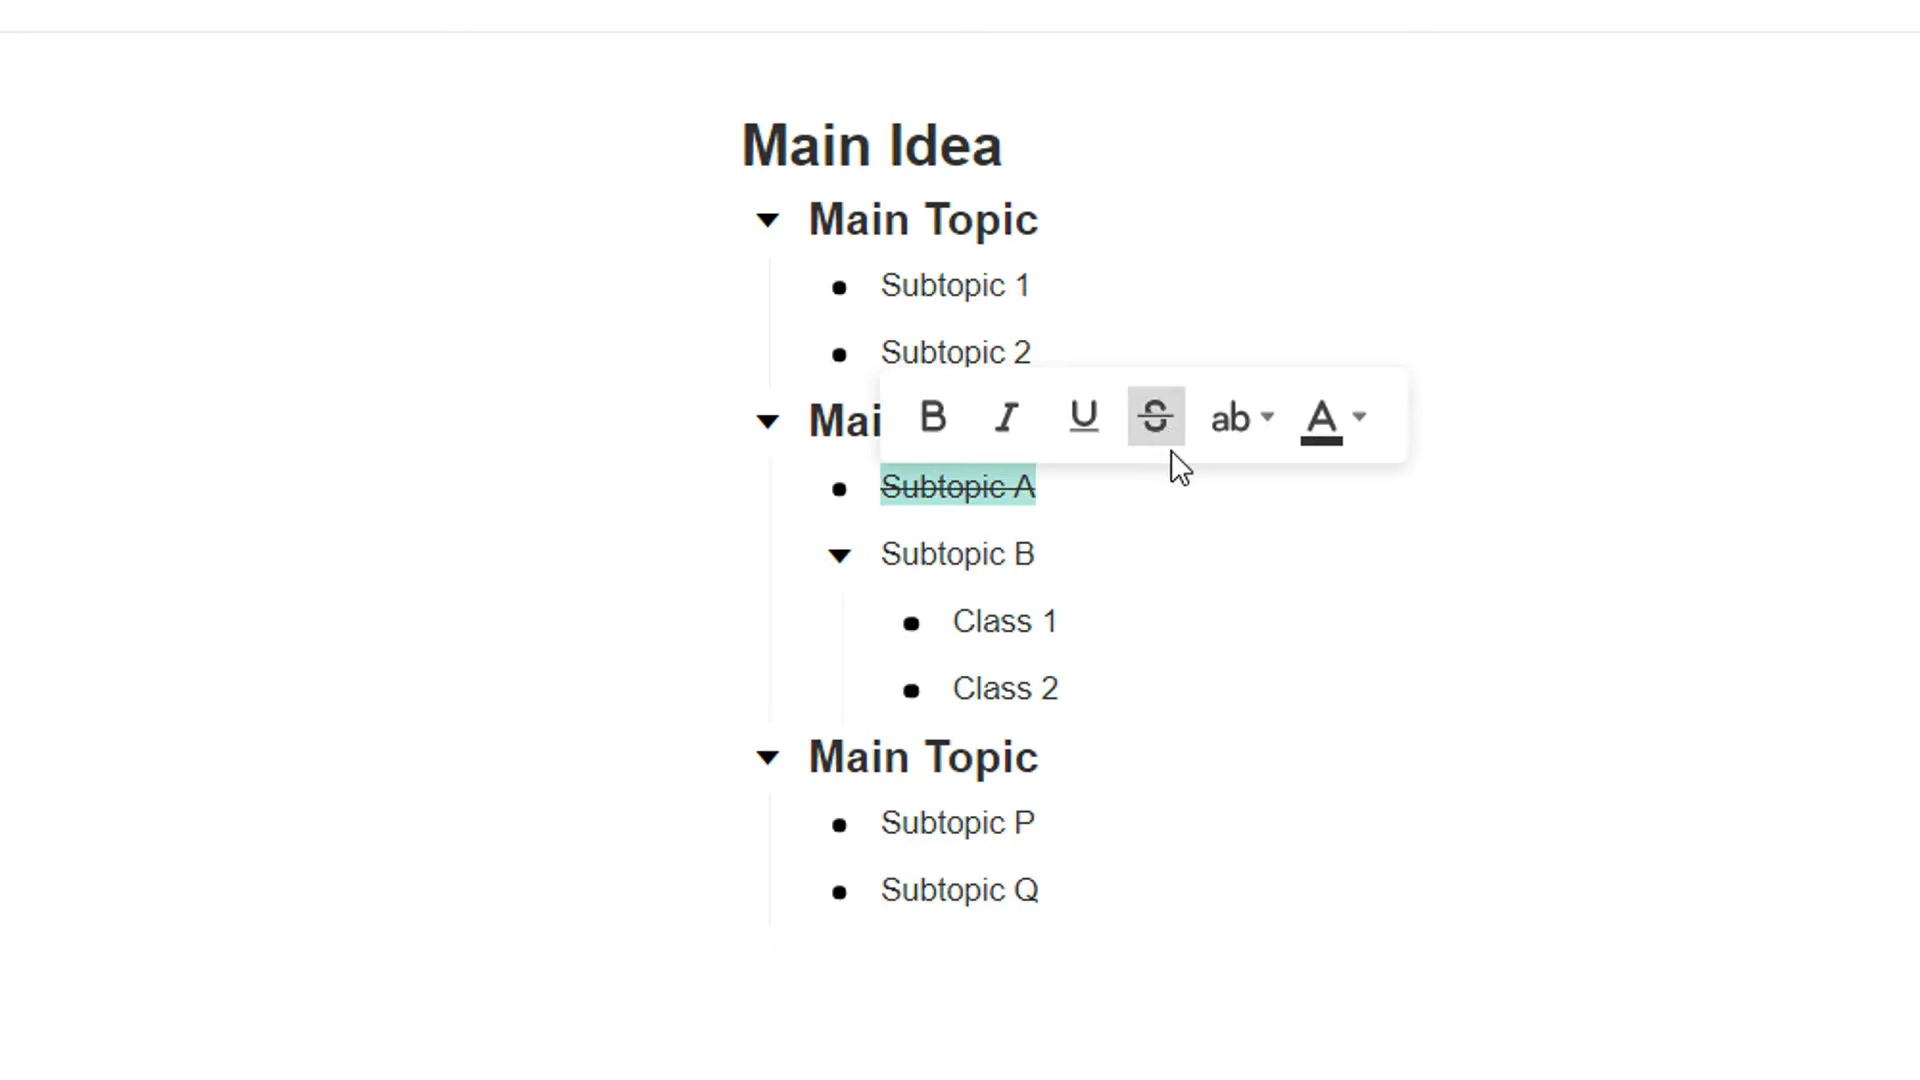 Main Idea
Main Topic
Subtopic 1
Subtopic 2
B I U S ab A
Mai
Subtopic A
Subtopic B
Class 1
Class 2
Main Topic
Subtopic P
Subtopic Q